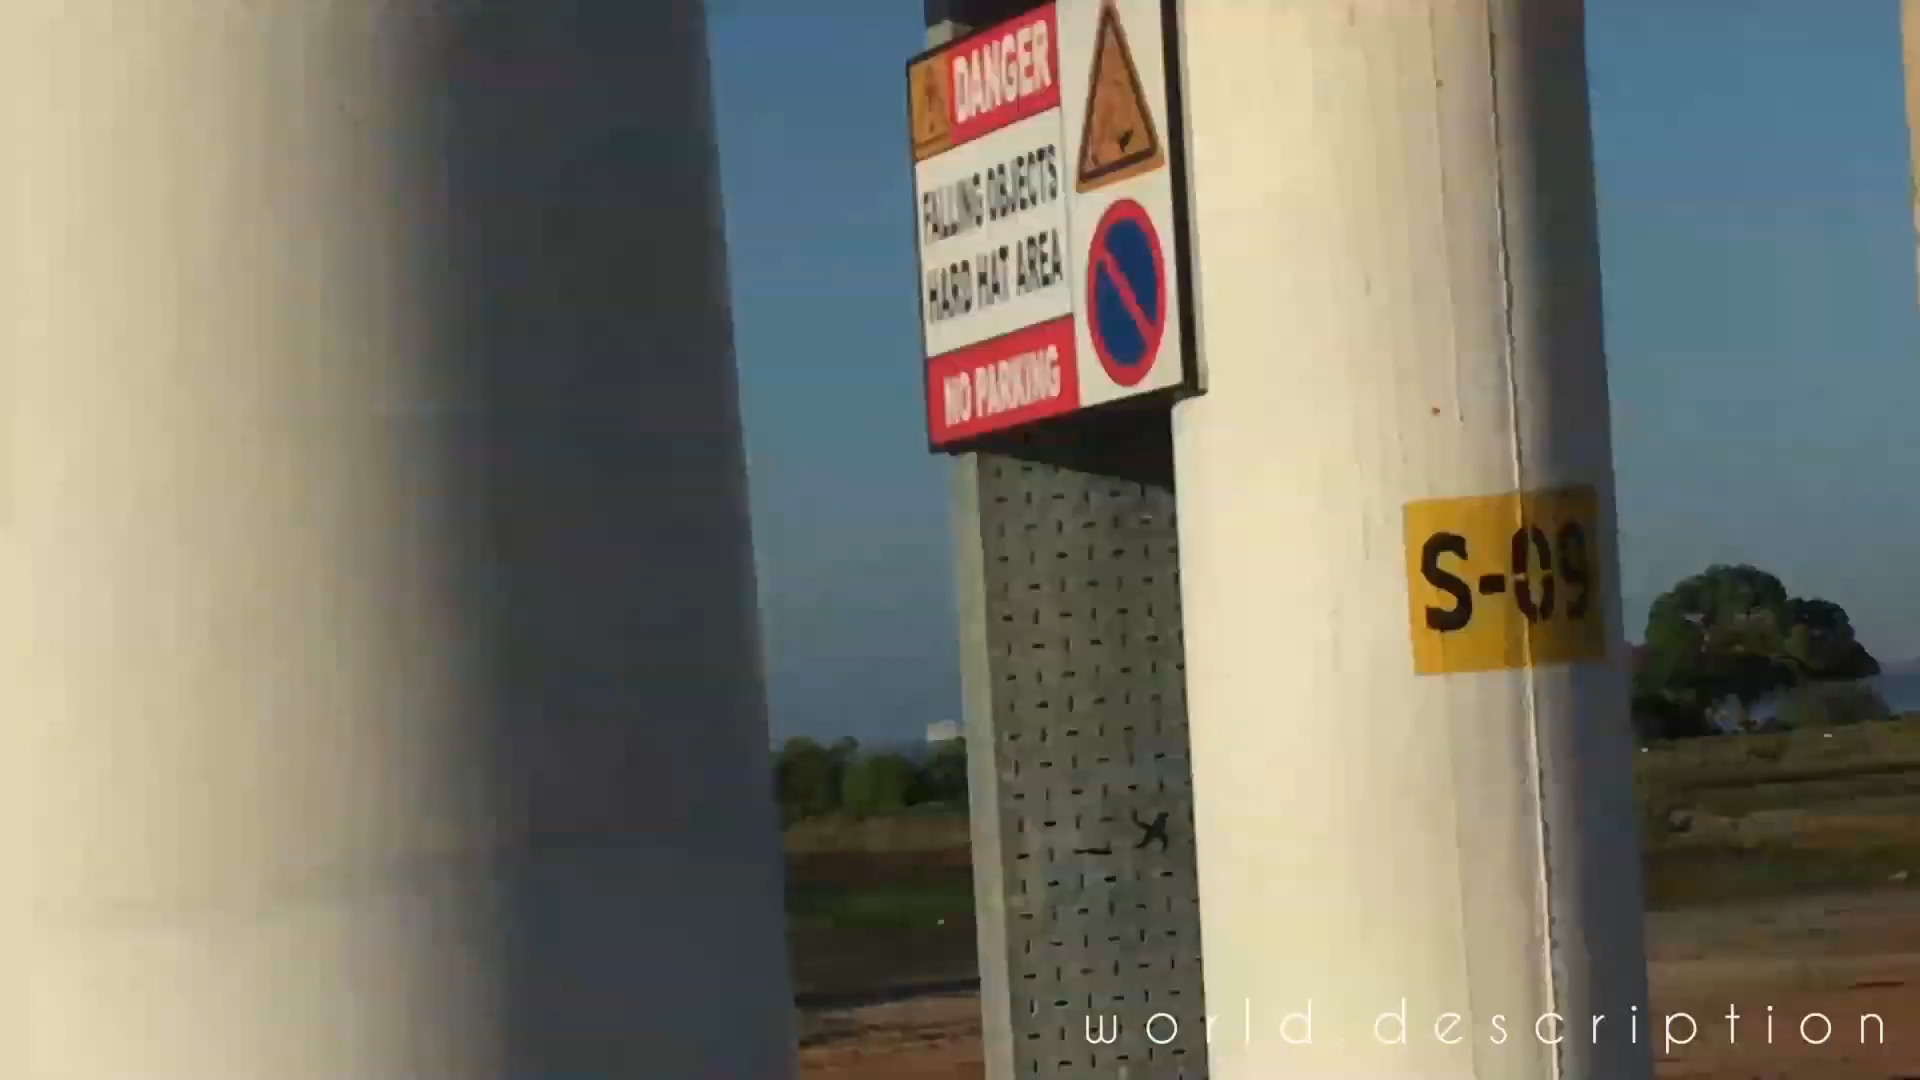 DANGER
FALLING OBJECTS
HARD HAT AREA
NO PARKING
S-09
world description